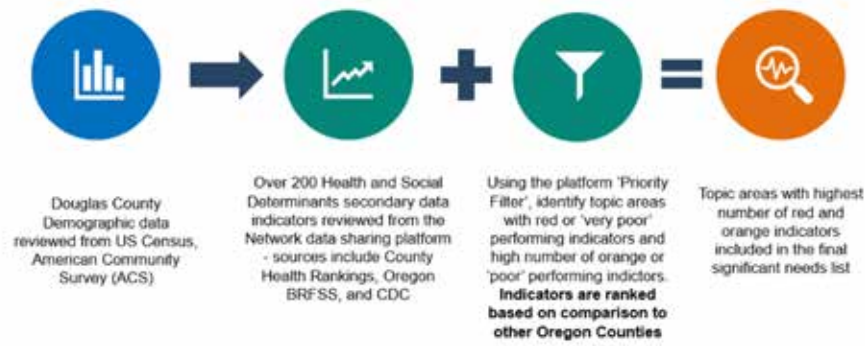 Douglas County
Demographic data
reviewed from US Census,
American Community
Survey (ACS)
Over 200 Health and Social
Determinants secondary data
indicators reviewed from the
Network data sharing platform
- sources include County
Health Rankings, Oregon
BRFSS, and CDC
Using the platform 'Priority
Filter', identify topic areas
with red or 'very poor'
performing indicators and
high number of orange or
'poor' performing indictors.
Indicators are ranked
based on comparison to
other Oregon Counties
Topic areas with highest
number of red and
orange indicators
included in the final
significant needs list